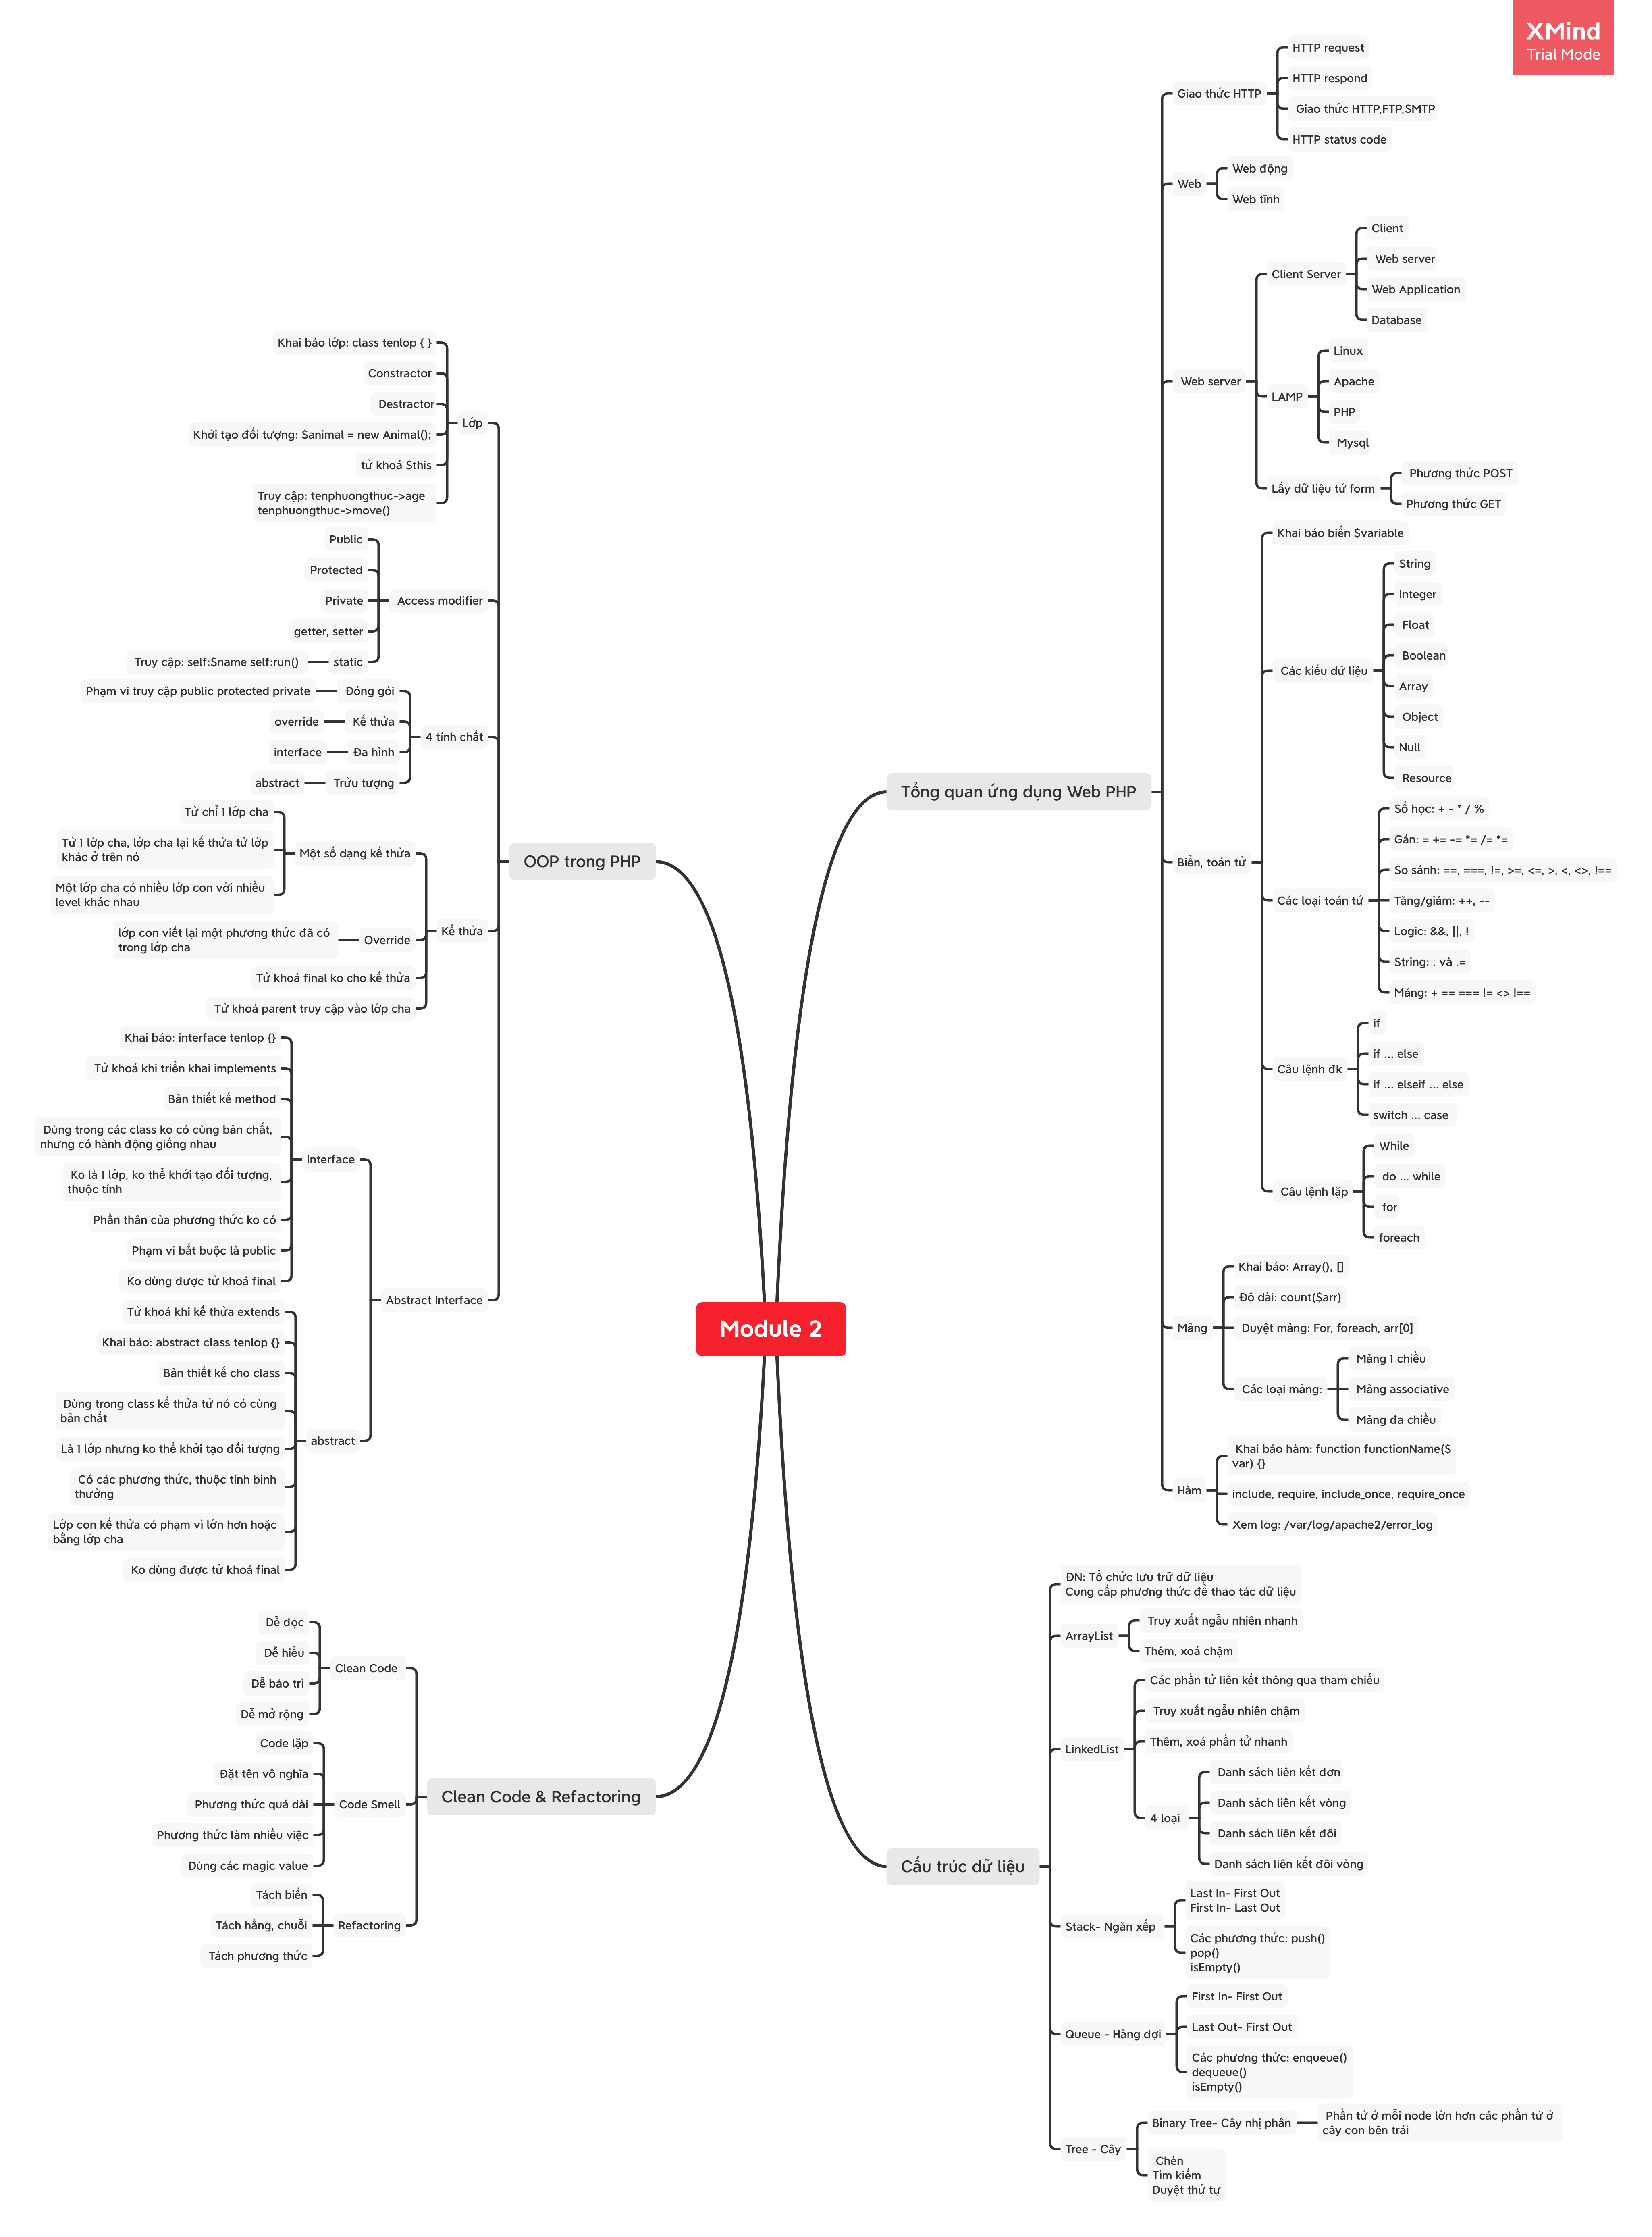 XMind
Trial Mode
Module 2
Tổng quan ứng dụng Web PHP
Giao thức HTTP
HTTP request
HTTP respond
Giao thức HTTP,FTP,SMTP
HTTP status code
Web
Web động
Web tĩnh
Web server
Client Server
Client
Web server
Web Application
Database
LAMP
Linux
Apache
PHP
Mysql
Lấy dữ liệu từ form
Phương thức POST
Phương thức GET
Biến, toán tử
Khai báo biến $variable
Các kiểu dữ liệu
String
Integer
Float
Boolean
Array
Object
Null
Resource
Các loại toán tử
Số học: + - * / %
Gán: = += -= *= /= *=
So sánh: ==, ===, !=, >=, <=, >, <, <>, !==
Tăng/giảm: ++, --
Logic: &&, ||, !
String: . và .=
Mảng: + == === != <> !==
Câu lệnh đk
if
if ... else
if ... elseif ... else
switch ... case
Câu lệnh lặp
While
do ... while
for
foreach
Mảng
Khai báo: Array(), []
Độ dài: count($arr)
Duyệt mảng: For, foreach, arr[0]
Các loại mảng:
Mảng 1 chiều
Mảng associative
Mảng đa chiều
Hàm
Khai báo hàm: function functionName($
var) {}
include, require, include_once, require_once
Xem log: /var/log/apache2/error_log
Cấu trúc dữ liệu
ĐN: Tổ chức lưu trữ dữ liệu
Cung cấp phương thức để thao tác dữ liệu
ArrayList
Truy xuất ngẫu nhiên nhanh
Thêm, xoá chậm
LinkedList
Các phần tử liên kết thông qua tham chiếu
Truy xuất ngẫu nhiên chậm
Thêm, xoá phần tử nhanh
4 loại
Danh sách liên kết đơn
Danh sách liên kết vòng
Danh sách liên kết đôi
Danh sách liên kết đôi vòng
Stack- Ngăn xếp
Last In- First Out
First In- Last Out
Các phương thức: push()
pop()
isEmpty()
Queue - Hàng đợi
First In- First Out
Last Out- First Out
Các phương thức: enqueue()
dequeue()
isEmpty()
Tree - Cây
Binary Tree- Cây nhị phân
Phần tử ở mỗi node lớn hơn các phần tử ở
cây con bên trái
Chèn
Tìm kiếm
Duyệt thứ tự
OOP trong PHP
Lớp
Khai báo lớp: class tenlop { }
Constractor
Destractor
Khởi tạo đối tượng: $animal = new Animal();
từ khoá $this
Truy cập: tenphuongthuc->age
tenphuongthuc->move()
Access modifier
Public
Protected
Private
getter, setter
static
Truy cập: self:$name self:run()
4 tính chất
Đóng gói
Phạm vi truy cập public protected private
Kế thừa
override
Đa hình
interface
Trừu tượng
abstract
Kế thừa
Một số dạng kế thừa
Từ chỉ 1 lớp cha
Từ 1 lớp cha, lớp cha lại kế thừa từ lớp
khác ở trên nó
Một lớp cha có nhiều lớp con với nhiều
level khác nhau
Override
lớp con viết lại một phương thức đã có
trong lớp cha
Từ khoá final ko cho kế thừa
Từ khoá parent truy cập vào lớp cha
Abstract Interface
Interface
Khai báo: interface tenlop {}
Từ khoá khi triển khai implements
Bản thiết kế method
Dùng trong các class ko có cùng bản chất,
nhưng có hành động giống nhau
Ko là 1 lớp, ko thể khởi tạo đối tượng,
thuộc tính
Phần thân của phương thức ko có
Phạm vi bắt buộc là public
Ko dùng được từ khoá final
abstract
Từ khoá khi kế thừa extends
Khai báo: abstract class tenlop {}
Bản thiết kế cho class
Dùng trong class kế thừa từ nó có cùng
bản chất
Là 1 lớp nhưng ko thể khởi tạo đối tượng
Có các phương thức, thuộc tính bình
thường
Lớp con kế thừa có phạm vi lớn hơn hoặc
bằng lớp cha
Ko dùng được từ khoá final
Clean Code & Refactoring
Clean Code
Dễ đọc
Dễ hiểu
Dễ bảo trì
Dễ mở rộng
Code Smell
Code lặp
Đặt tên vô nghĩa
Phương thức quá dài
Phương thức làm nhiều việc
Dùng các magic value
Refactoring
Tách biến
Tách hằng, chuỗi
Tách phương thức